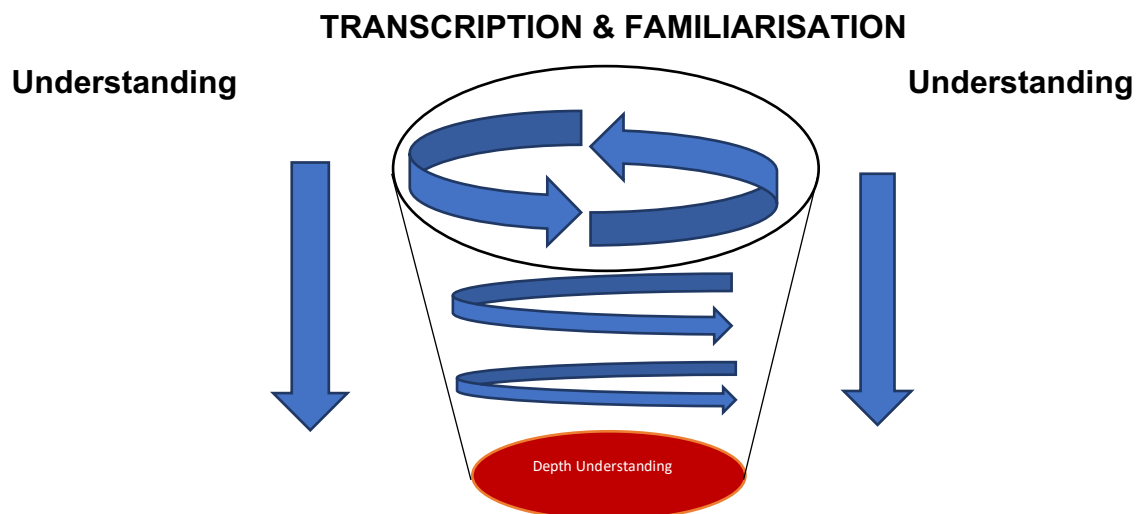 TRANSCRIPTION & FAMILIARISATION
Understanding
Understanding
Depth Understanding